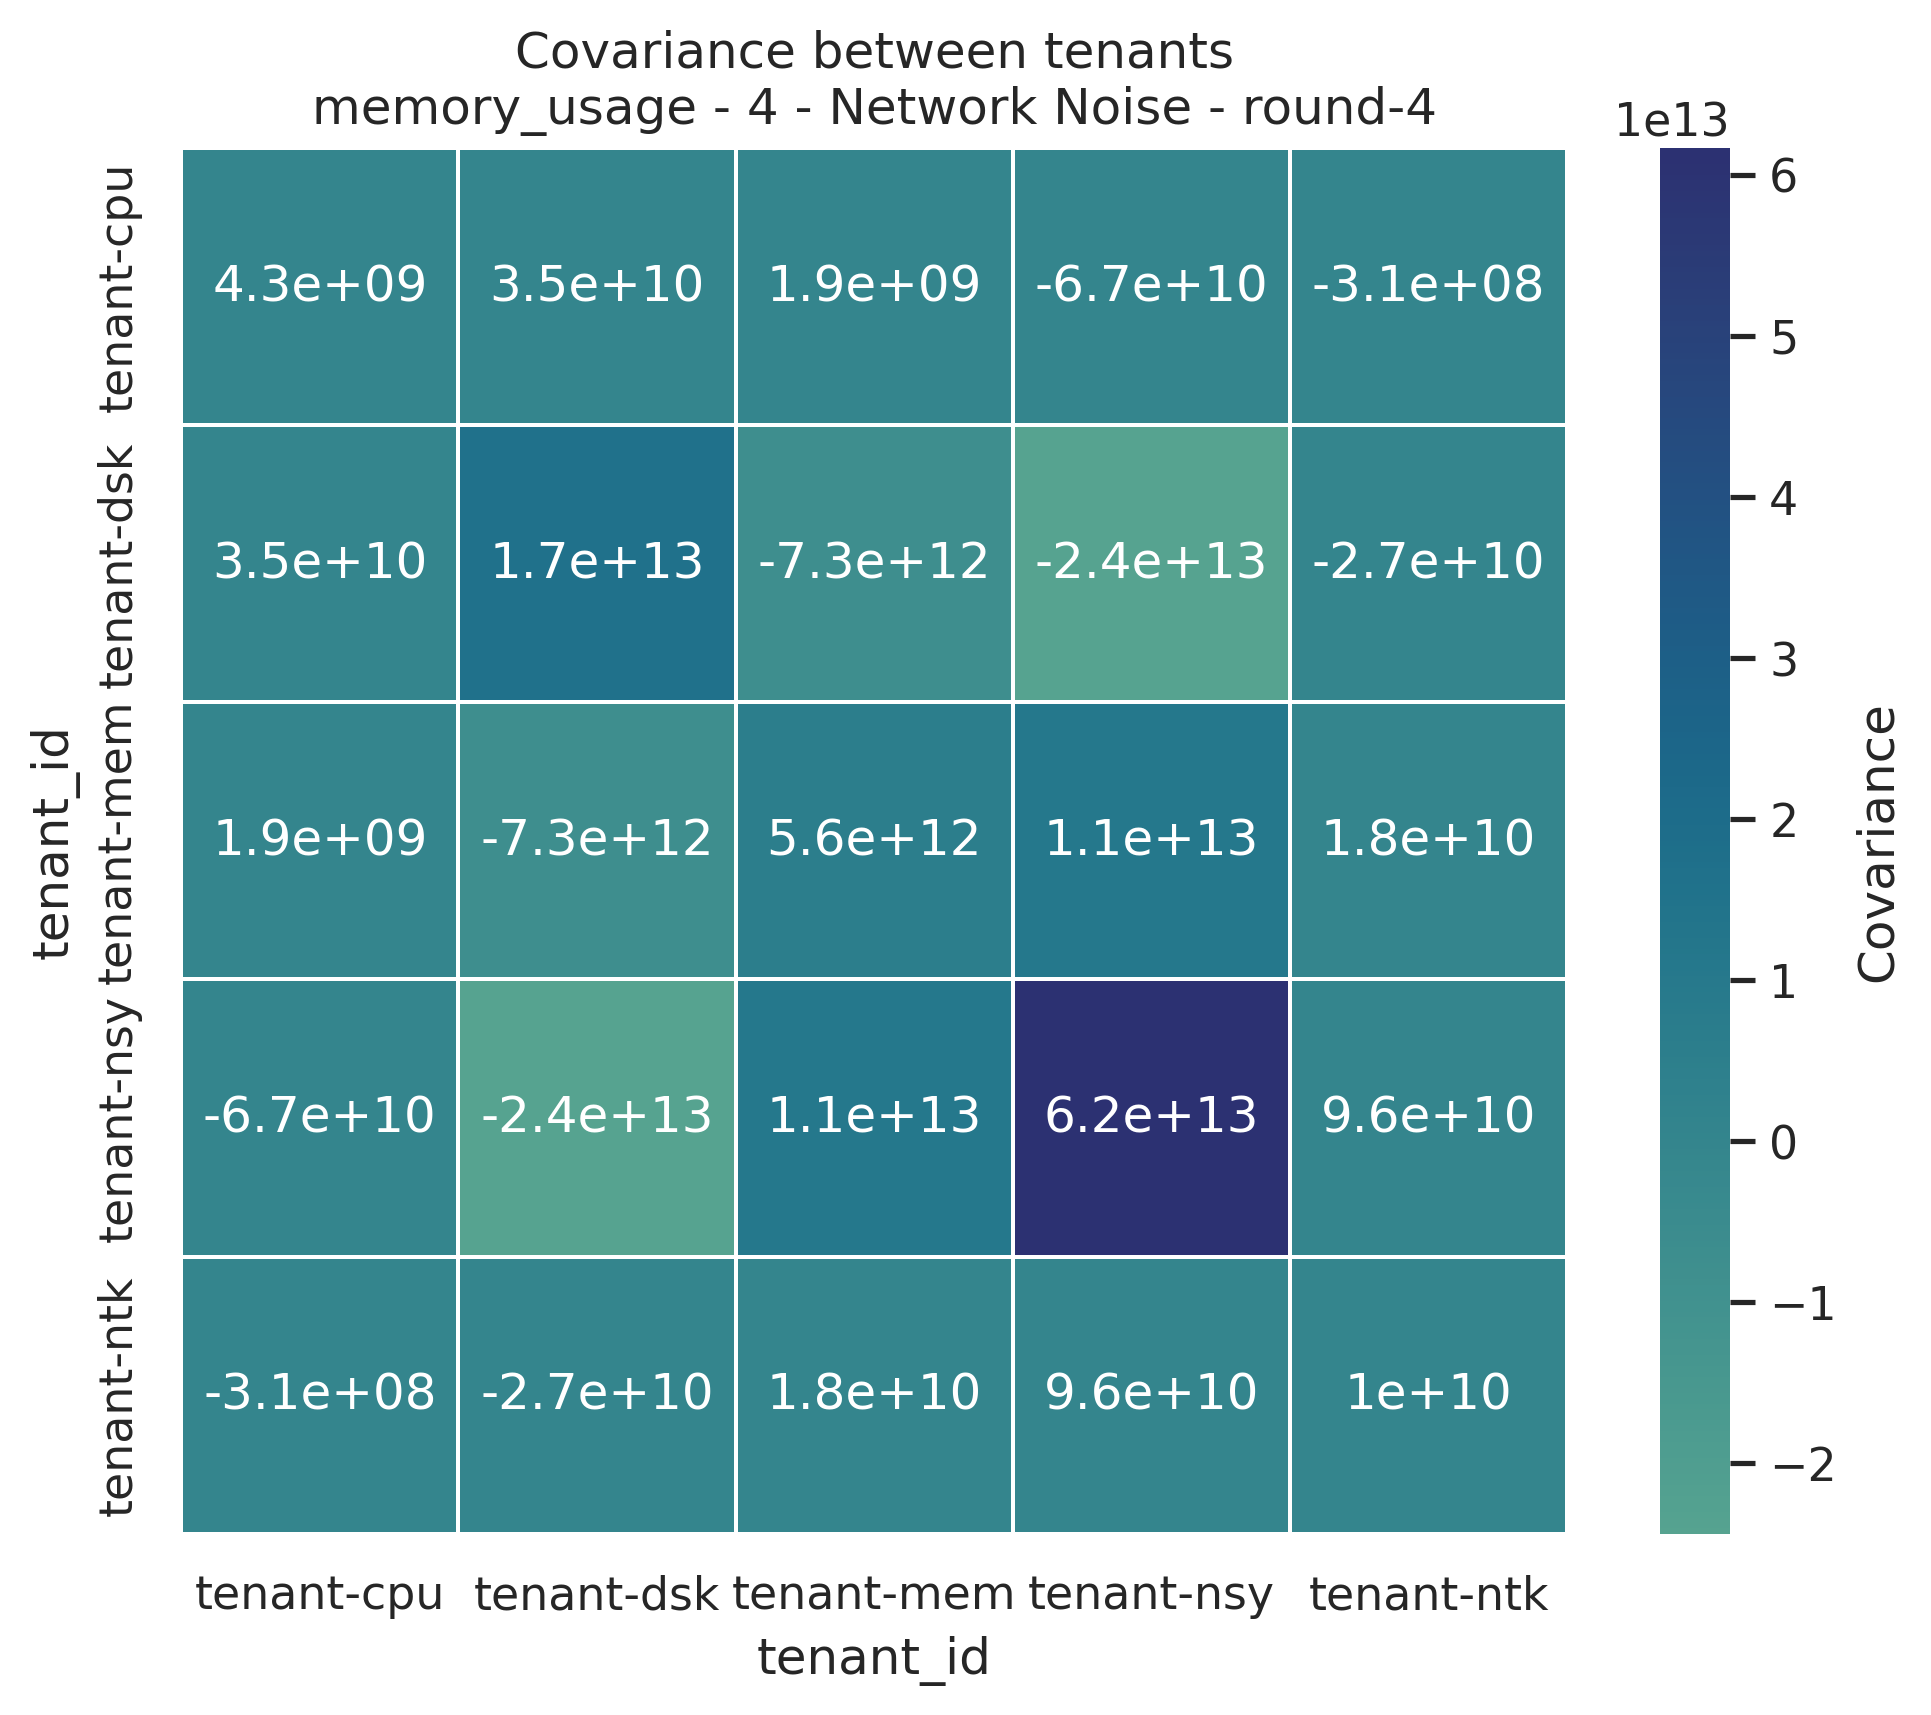 Covariance between tenants
memory_usage - 4 - Network Noise - round-4
1e13
tenant_id
tenant-cpu
4.3e+09 3.5e+10 1.9e+09 -6.7e+10 -3.1e+08
tenant-dsk
3.5e+10 1.7e+13 -7.3e+12 -2.4e+13 -2.7e+10
tenant-mem
1.9e+09 -7.3e+12 5.6e+12 1.1e+13 1.8e+10
tenant-nsy
-6.7e+10 -2.4e+13 1.1e+13 6.2e+13 9.6e+10
tenant-ntk
-3.1e+08 -2.7e+10 1.8e+10 9.6e+10 1e+10
tenant-cpu tenant-dsk tenant-mem tenant-nsy tenant-ntk
tenant_id
6
5
4
3
2
1
0
−1
−2
Covariance